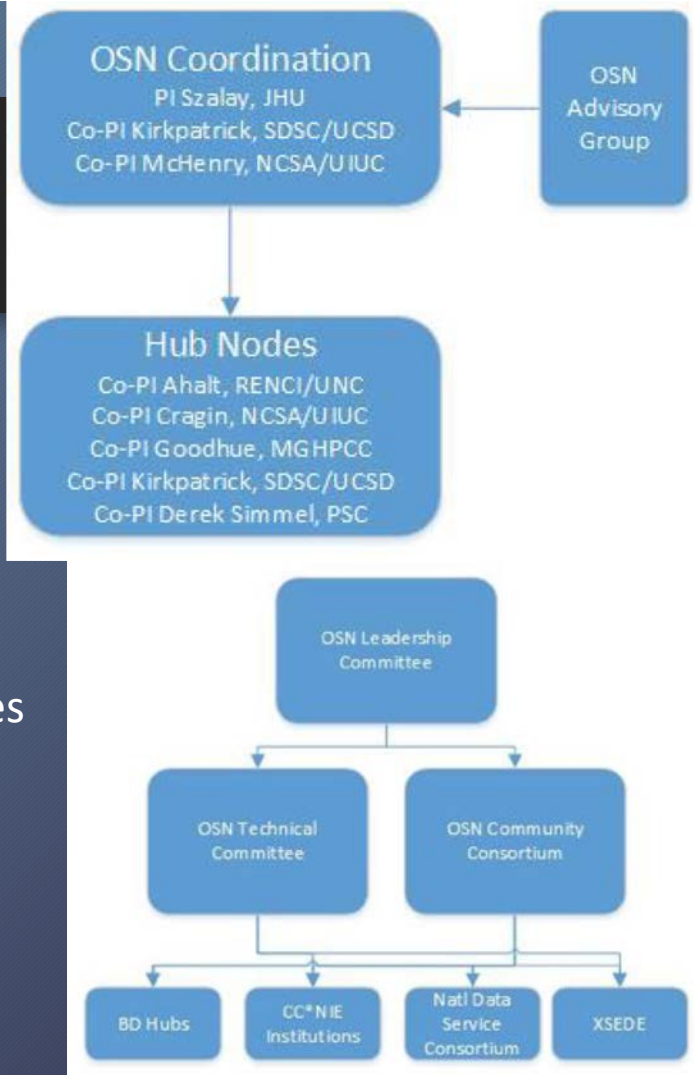 OSN Coordination
PI Szalay, JHU
Co-PI Kirkpatrick, SDSC/UCSD
Co-PI McHenry, NCSA/UIUC
OSN
Advisory
Group
Hub Nodes
Co-PI Ahalt, RENCI/UNC
Co-PI Cragin, NCSA/UIUC
Co-PI Goodhue, MGHPCC
Co-PI Kirkpatrick, SDSC/UCSD
Co-PI Derek Simmel, PSC
es
OSN Leadership
Committee
OSN Technical
Committee
OSN Community
Consortium
BD Hubs
CC*NIE
Institutions
Natl Data
Service
Consortium
XSEDE